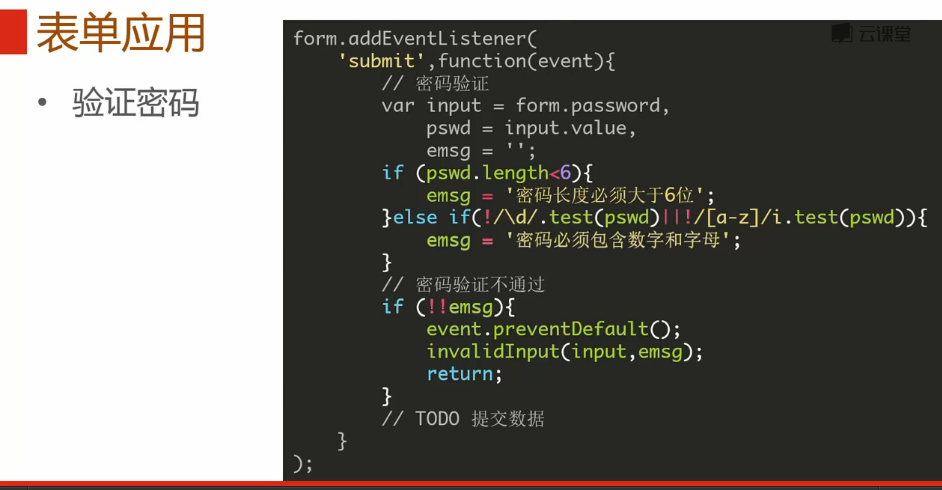 表单应用
• 验证密码
云课堂
form.addEventListener(
    'submit',function(event){
        // 密码验证
        var input = form.password,
            pswd = input.value,
            emsg = '';
        if (pswd.length<6){
            emsg = '密码长度必须大于6位';
        }else if(!/\d/.test(pswd)||!/[a-z]/i.test(pswd)){
            emsg = '密码必须包含数字和字母';
        }
        // 密码验证不通过
        if (!!emsg){
            event.preventDefault();
            invalidInput(input,emsg);
            return;
        }
        // TODO 提交数据
    }
);